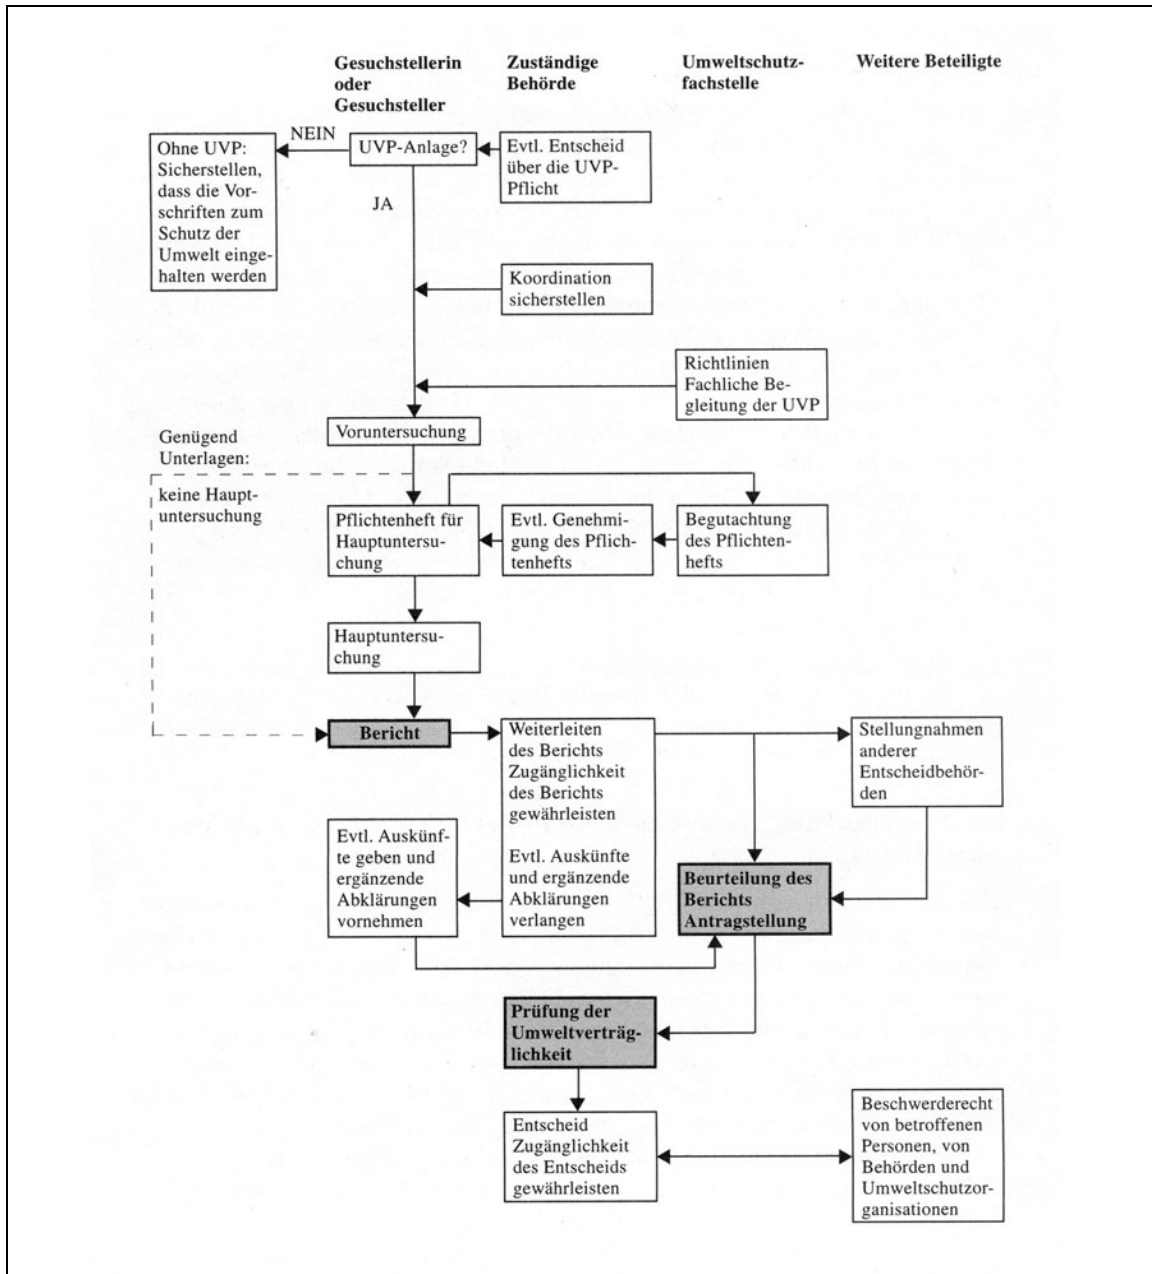 Gesuchstellerin
oder
Gesuchsteller
Zuständige
Behörde
Umweltschutz-
fachstelle
Weitere Beteiligte
Ohne UVP:
Sicherstellen,
dass die Vor-
schriften zum
Schutz der
Umwelt einge-
halten werden
NEIN
UVP-Anlage?
Evtl. Entscheid
über die UVP-
Pflicht
JA
Koordination
sicherstellen
Richtlinien
Fachliche Be-
gleitung der UVP
Voruntersuchung
Genügend
Unterlagen:
keine Haupt-
untersuchung
Pflichtenheft für
Hauptuntersu-
chung
Evtl. Genehmi-
gung des Pflich-
tenhefts
Begutachtung
des Pflichten-
hefts
Hauptuntersu-
chung
Bericht
Weiterleiten
des Berichts
Zugänglichkeit
des Berichts
gewährleisten
Evtl. Auskünfte
und ergänzende
Abklärungen
verlangen
Stellungnahmen
anderer
Entscheidbehör-
den
Evtl. Auskünf-
te geben und
ergänzende
Abklärungen
vornehmen
Beurteilung des
Berichts
Antragstellung
Prüfung der
Umweltverträg-
lichkeit
Entscheid
Zugänglichkeit
des Entscheids
gewährleisten
Beschwerderecht
von betroffenen
Personen, von
Behörden und
Umweltschutzor-
ganisationen